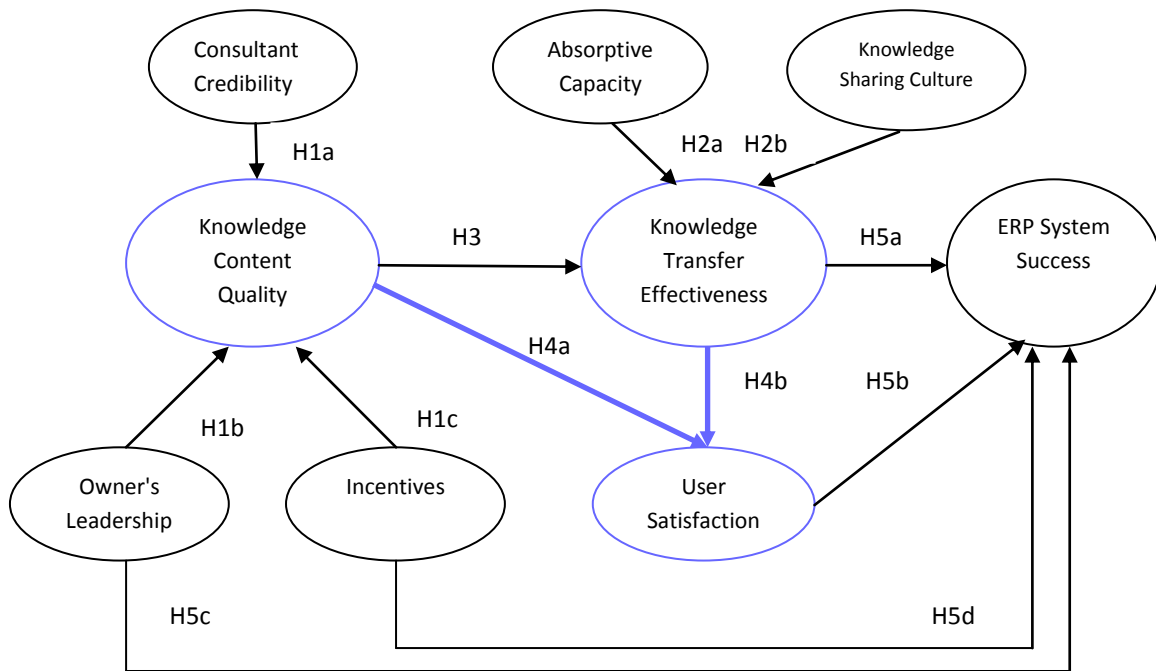 Consultant
Credibility
Absorptive
Capacity
Knowledge
Sharing Culture
H1a
H2a
H2b
Knowledge
Content
Quality
H3
Knowledge
Transfer
Effectiveness
H5a
ERP System
Success
H4a
H4b
H5b
H1b
H1c
Owner's
Leadership
Incentives
User
Satisfaction
H5c
H5d